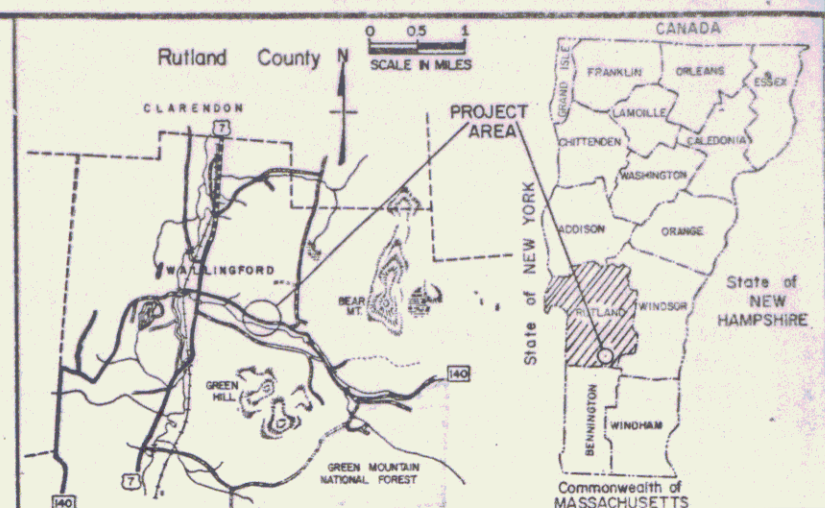 Rutland County
N
0 0.5 1
SCALE IN MILES
CLARENDON
7
PROJECT
AREA
WALLINGFORD
BEAR
MT.
GREEN
HILL
140
GREEN MOUNTAIN
NATIONAL FOREST
7
140
CANADA
GRAND ISLE
FRANKLIN
ORLEANS
ESSEX
LAMOILLE
CHITTENDEN
CALEDONIA
WASHINGTON
ADDISON
ORANGE
State of NEW YORK
RUTLAND
WINDSOR
State of
NEW
HAMPSHIRE
BENNINGTON
WINDHAM
Commonwealth of
MASSACHUSETTS